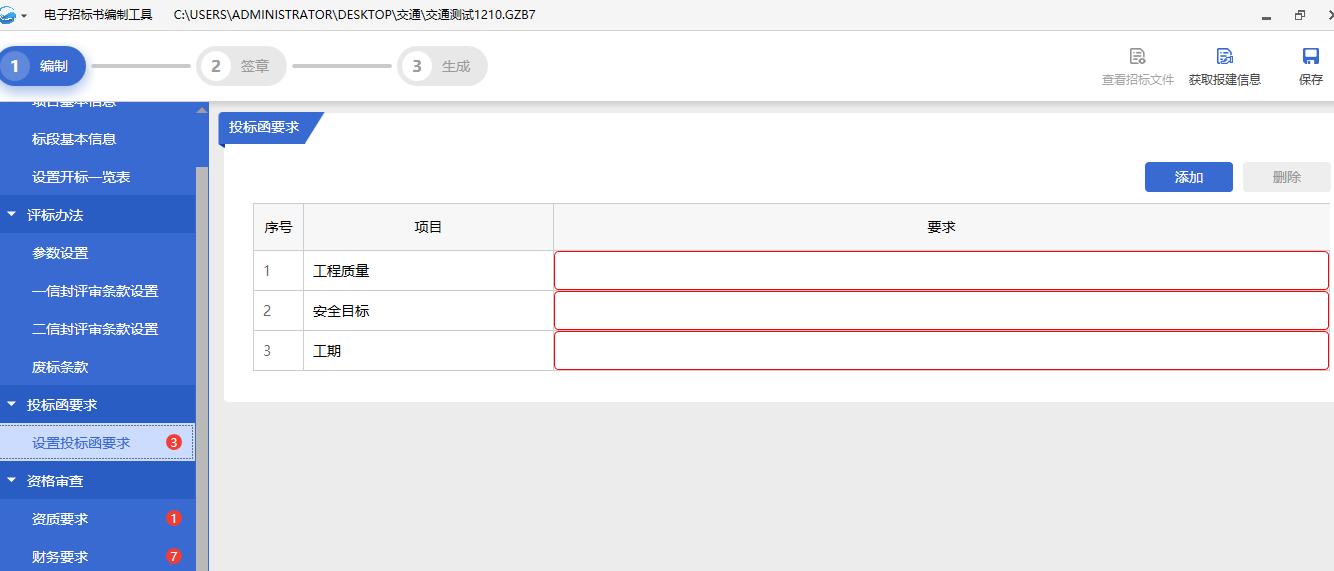 电子招标书编制工具 C:\USERS\ADMINISTRATOR\DESKTOP\交通\交通测试1210.GZB7
1 编制 2 签章 3 生成
查看招标文件 获取报建信息 保存
项目基本信息
标段基本信息
设置开标一览表
评标办法
参数设置
一信封评审条款设置
二信封评审条款设置
废标条款
投标函要求
设置投标函要求 3
资格审查
资质要求 1
财务要求 7
投标函要求
添加 删除
序号 项目 要求
1 工程质量
2 安全目标
3 工期